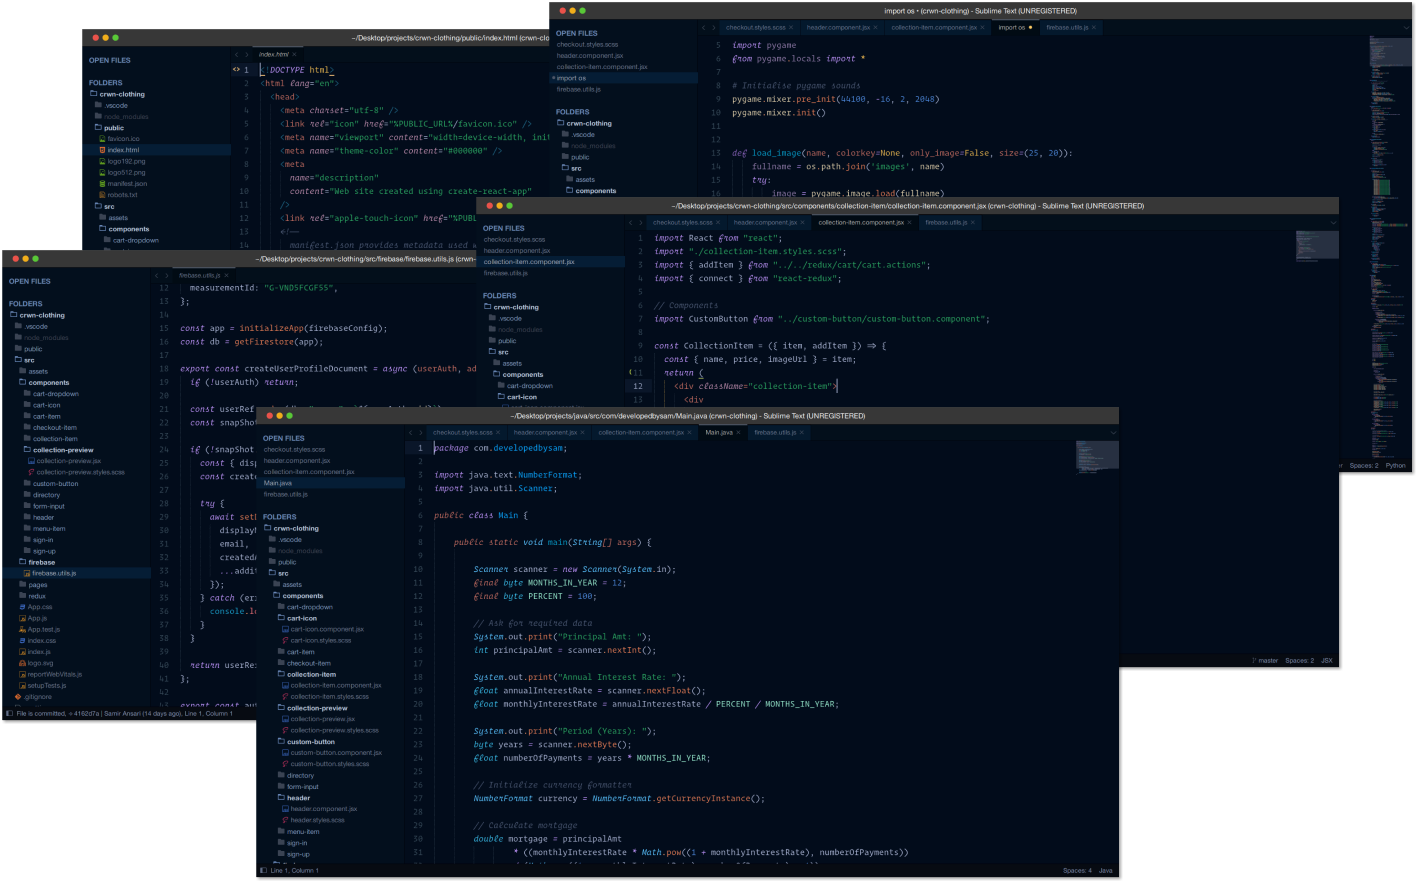 import os • (crwn-clothing) - Sublime Text (UNREGISTERED)
OPEN FILES
checkout.styles.scss
header.component.jsx
collection-item.component.jsx
import os
firebase.utils.js
FOLDERS
crwn-clothing
.vscode
node_modules
public
src
assets
components
checkout.styles.scss ×
header.component.jsx ×
collection-item.component.jsx ×
import os •
firebase.utils.js ×
5 import pygame
6 from pygame.locals import *
7
8 # Initialise pygame sounds
9 pygame.mixer.pre_init(44100, -16, 2, 2048)
10 pygame.mixer.init()
11
12
13 def load_image(name, colorkey=None, only_image=False, size=(25, 20)):
14 fullname = os.path.join('images', name)
15 try:
16 image = pygame.image.load(fullname)
Spaces: 2 Python
~/Desktop/projects/crwn-clothing/public/index.html (crwn-clo
OPEN FILES
FOLDERS
crwn-clothing
.vscode
node_modules
public
favicon.ico
index.html
logo192.png
logo512.png
manifest.json
robots.txt
src
assets
components
cart-dropdown
index.html ×
<> 1 <!DOCTYPE html>
2 <html lang="en">
3 <head>
4 <meta charset="utf-8" />
5 <link rel="icon" href="%PUBLIC_URL%/favicon.ico" />
6 <meta name="viewport" content="width=device-width, init
7 <meta name="theme-color" content="#000000" />
8 <meta
9 name="description"
10 content="Web site created using create-react-app"
11 />
12 <link rel="apple-touch-icon" href="%PUBL
13 <!--
14 manifest.json provides metadata used w
~/Desktop/projects/crwn-clothing/src/components/collection-item/collection-item.component.jsx (crwn-clothing) - Sublime Text (UNREGISTERED)
OPEN FILES
checkout.styles.scss
header.component.jsx
collection-item.component.jsx
firebase.utils.js
FOLDERS
crwn-clothing
.vscode
node_modules
public
src
assets
components
cart-dropdown
cart-icon
checkout.styles.scss ×
header.component.jsx ×
collection-item.component.jsx ×
firebase.utils.js ×
1 import React from "react";
2 import "./collection-item.styles.scss";
3 import { addItem } from "../../redux/cart/cart.actions";
4 import { connect } from "react-redux";
5
6 // Components
7 import CustomButton from "../custom-button/custom-button.component";
8
9 const CollectionItem = ({ item, addItem }) => {
10 const { name, price, imageUrl } = item;
11 return (
12 <div className="collection-item">
13 <div
master Spaces: 2 JSX
~/Desktop/projects/crwn-clothing/src/firebase/firebase.utils.js (crwn-
OPEN FILES
FOLDERS
crwn-clothing
.vscode
node_modules
public
src
assets
components
cart-dropdown
cart-icon
cart-item
checkout-item
collection-item
collection-preview
collection-preview.jsx
collection-preview.styles.scss
custom-button
directory
form-input
header
menu-item
sign-in
sign-up
firebase
firebase.utils.js
pages
redux
App.css
App.js
App.test.js
index.css
index.js
logo.svg
reportWebVitals.js
setupTests.js
.gitignore
firebase.utils.js ×
12 measurementId: "G-VND5FCGFSS",
13 };
14
15 const app = initializeApp(firebaseConfig);
16 const db = getFirestore(app);
17
18 export const createUserProfileDocument = async (userAuth, ad
19 if (!userAuth) return;
20
21 const userRef
22 const snapShot
23
24 if (!snapShot
25 const { disp
26 const create
27
28 try {
29 await setD
30 displayN
31 email,
32 createdA
33 ...addit
34 });
35 } catch (err
36 console.lo
37 }
38 }
39
40 return userRef
41 };
42
43 export const aut
File is committed, Samir Ansari (14 days ago), Line 1, Column 1
~/Desktop/projects/java/src/com/developedbysam/Main.java (crwn-clothing) - Sublime Text (UNREGISTERED)
OPEN FILES
checkout.styles.scss
header.component.jsx
collection-item.component.jsx
Main.java
firebase.utils.js
FOLDERS
crwn-clothing
.vscode
node_modules
public
src
assets
components
cart-dropdown
cart-icon
cart-icon.component.jsx
cart-icon.styles.scss
cart-item
checkout-item
collection-item
collection-item.component.jsx
collection-item.styles.scss
collection-preview
collection-preview.jsx
collection-preview.styles.scss
custom-button
custom-button.component.jsx
custom-button.styles.scss
directory
form-input
header
header.component.jsx
header.styles.scss
menu-item
sign-in
sign-up
checkout.styles.scss ×
header.component.jsx ×
collection-item.component.jsx ×
Main.java ×
firebase.utils.js ×
1 package com.developedbysam;
2
3 import java.text.NumberFormat;
4 import java.util.Scanner;
5
6 public class Main {
7
8 public static void main(String[] args) {
9
10 Scanner scanner = new Scanner(System.in);
11 final byte MONTHS_IN_YEAR = 12;
12 final byte PERCENT = 100;
13
14 // Ask for required data
15 System.out.print("Principal Amt: ");
16 int principalAmt = scanner.nextInt();
17
18 System.out.print("Annual Interest Rate: ");
19 float annualInterestRate = scanner.nextFloat();
20 float monthlyInterestRate = annualInterestRate / PERCENT / MONTHS_IN_YEAR;
21
22 System.out.print("Period (Years): ");
23 byte years = scanner.nextByte();
24 float numberOfPayments = years * MONTHS_IN_YEAR;
25
26 // Initialize currency formatter
27 NumberFormat currency = NumberFormat.getCurrencyInstance();
28
29 // Calculate mortgage
30 double mortgage = principalAmt
31 * ((monthlyInterestRate * Math.pow((1 + monthlyInterestRate), numberOfPayments))
Line 1, Column 1
Spaces: 4 Java